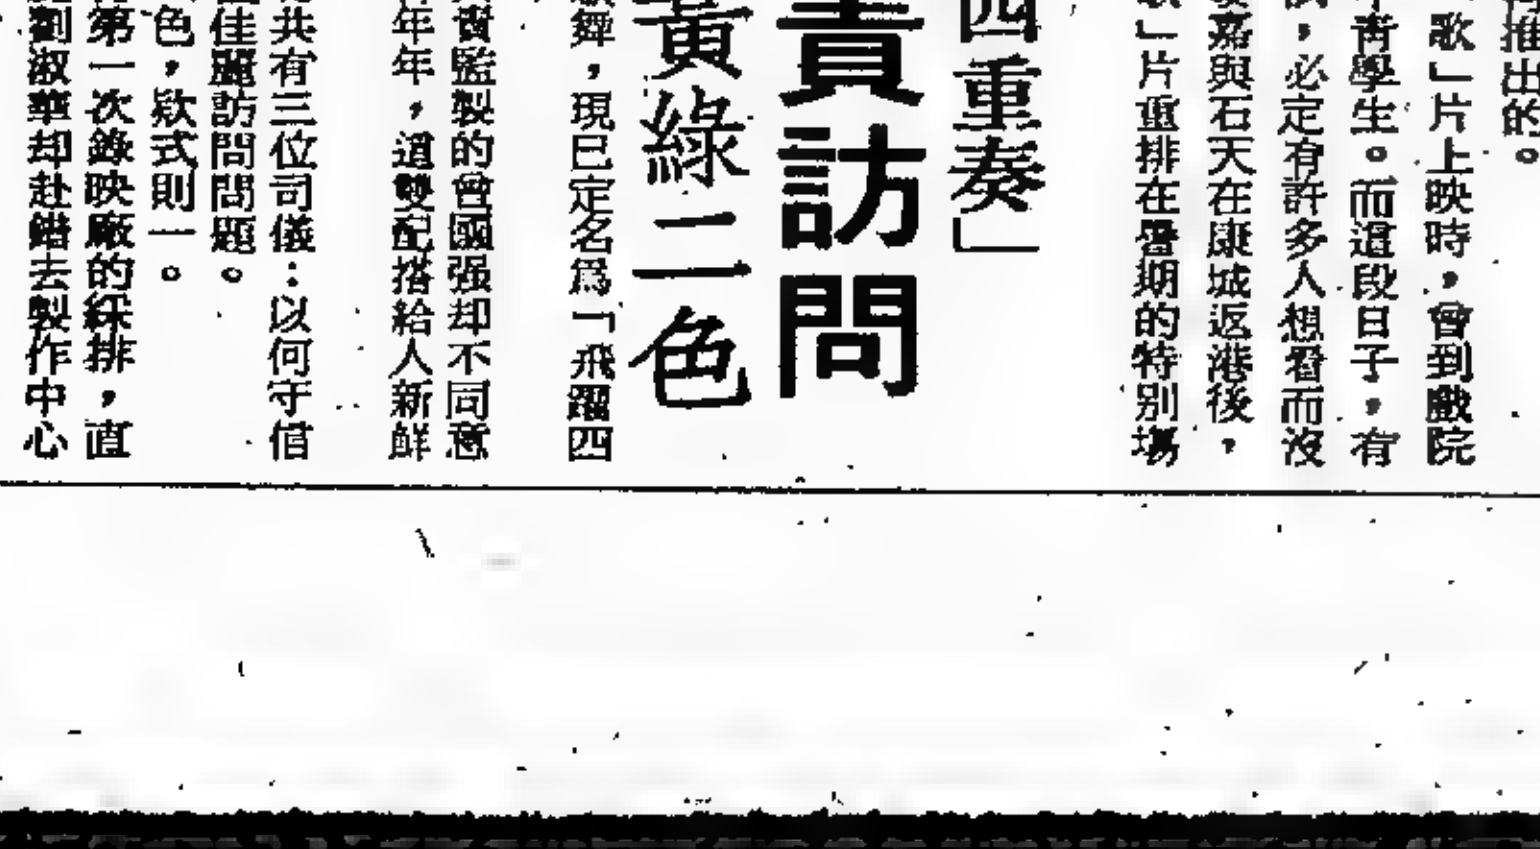 推出的。
歌」片上映時，會到戲院
青學生。而這段日子，有
，必定有許多人想看而沒
嘉與石天在康城返港後，
」片重排在暑期的特別場
四重奏」
責訪問
黃綠二色
舞，現已定名為「飛躍四
責監製的曾國强却不同意
年年，這雙配搭給人新鮮
共有三位司儀：以何守信
佳麗訪問問題。
色，欵式則一。
第一次錄映廠的綵排，直
劉淑華却赴錯去製作中心